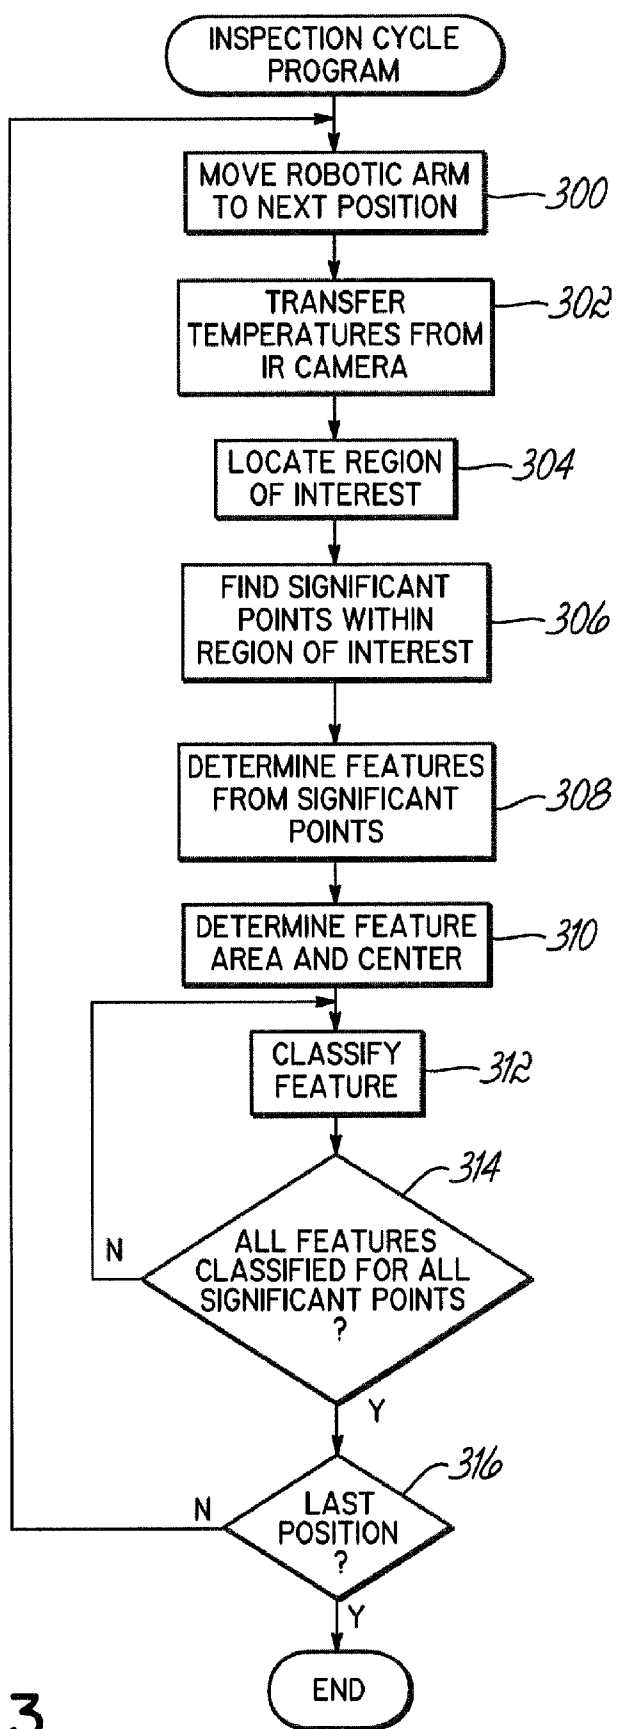 INSPECTION CYCLE
PROGRAM
MOVE ROBOTIC ARM
TO NEXT POSITION
300
TRANSFER
TEMPERATURES FROM
IR CAMERA
302
LOCATE REGION
OF INTEREST
304
FIND SIGNIFICANT
POINTS WITHIN
REGION OF INTEREST
306
DETERMINE FEATURES
FROM SIGNIFICANT
POINTS
308
DETERMINE FEATURE
AREA AND CENTER
310
CLASSIFY
FEATURE
312
314
ALL FEATURES
CLASSIFIED FOR ALL
SIGNIFICANT POINTS
?
N
Y
316
LAST
POSITION
?
N
Y
END
3